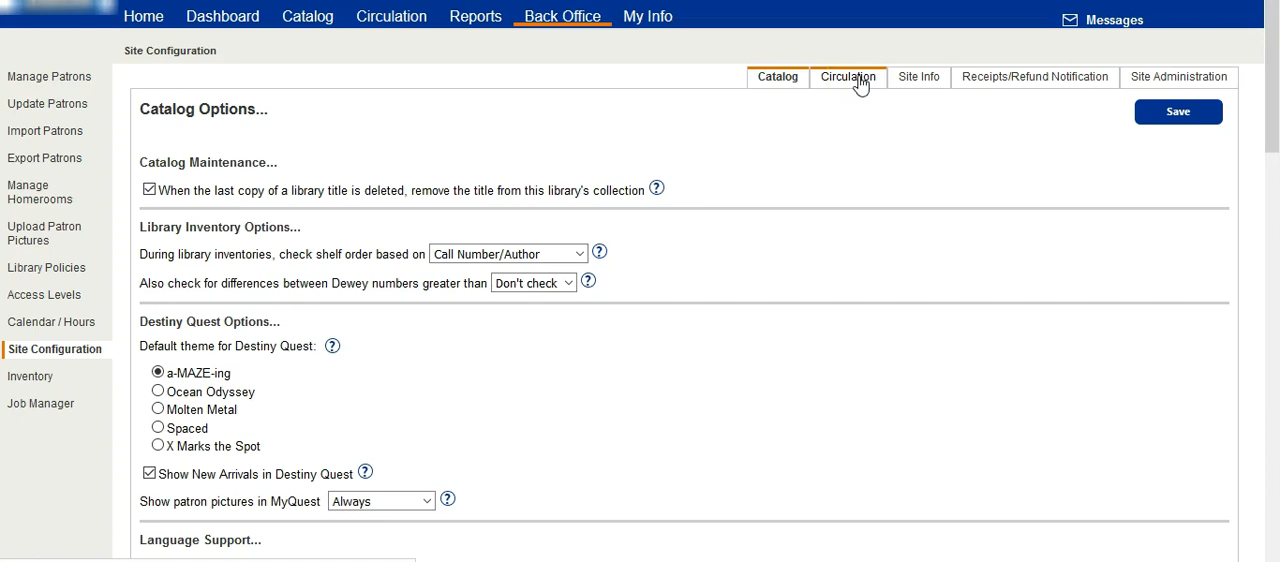 Home Dashboard Catalog Circulation Reports Back Office My Info Messages
Site Configuration
Manage Patrons
Update Patrons
Import Patrons
Export Patrons
Manage
Homerooms
Upload Patron
Pictures
Library Policies
Access Levels
Calendar / Hours
Site Configuration
Inventory
Job Manager
Catalog Circulation Site Info Receipts/Refund Notification Site Administration
Catalog Options...
Save
Catalog Maintenance...
When the last copy of a library title is deleted, remove the title from this library's collection ?
Library Inventory Options...
During library inventories, check shelf order based on Call Number/Author ?
Also check for differences between Dewey numbers greater than Don't check ?
Destiny Quest Options...
Default theme for Destiny Quest: ?
a-MAZE-ing
Ocean Odyssey
Molten Metal
Spaced
X Marks the Spot
Show New Arrivals in Destiny Quest ?
Show patron pictures in MyQuest Always ?
Language Support...